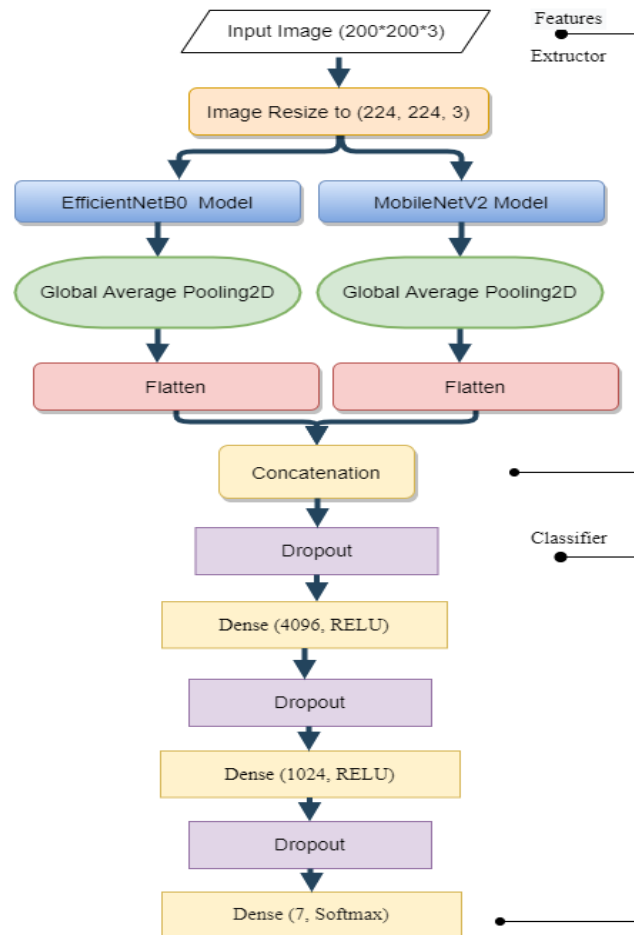 Input Image (200*200*3)
Features
Extructor
Image Resize to (224, 224, 3)
EfficientNetB0 Model
MobileNetV2 Model
Global Average Pooling2D
Global Average Pooling2D
Flatten
Flatten
Concatenation
Dropout
Classifier
Dense (4096, RELU)
Dropout
Dense (1024, RELU)
Dropout
Dense (7, Softmax)